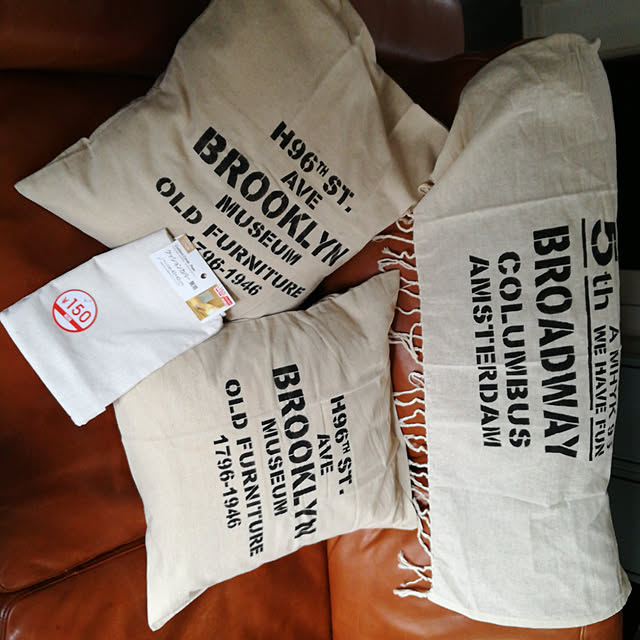 H96TH ST.
AVE
BROOKLYN
MUSEUM
OLD FURNITURE
1796-1946
¥150
H96TH ST.
AVE
BROOKLYN
MUSEUM
OLD FURNITURE
1796-1946
5th
WE HAVE FUN
BROADWAY
COLUMBUS
AMSTERDAM